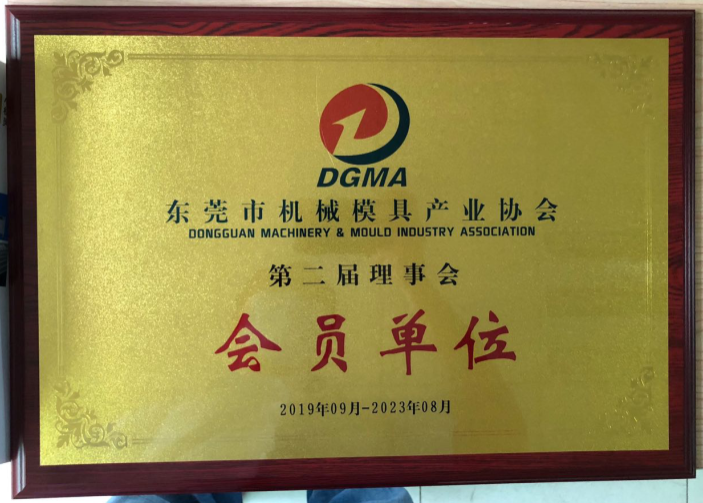 DGMA
东莞市机械模具产业协会
DONGGUAN MACHINERY & MOULD INDUSTRY ASSOCIATION
第二届理事会
会员单位
2019年09月-2023年08月